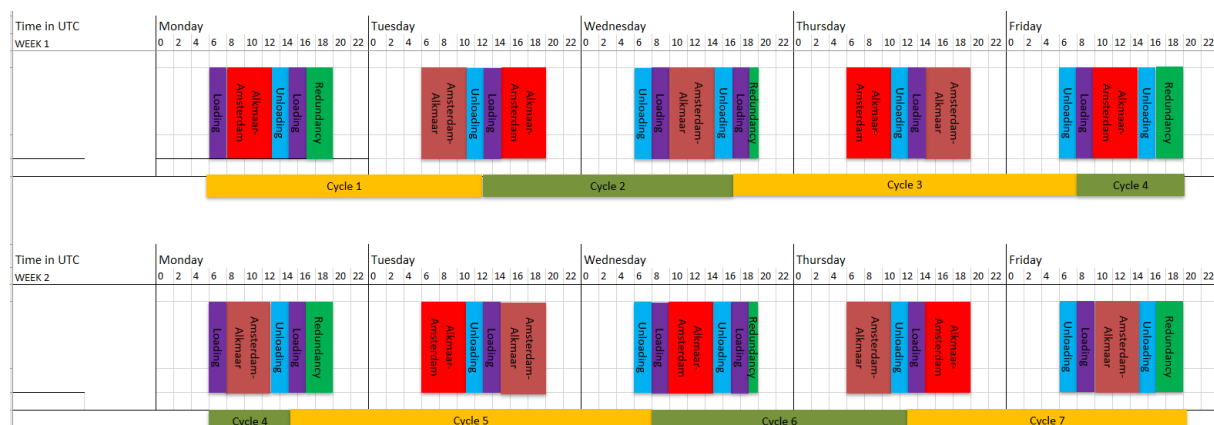 Time in UTC Monday Tuesday Wednesday Thursday Friday
WEEK 1 0 2 4 6 8 10 12 14 16 18 20 22 0 2 4 6 8 10 12 14 16 18 20 22 0 2 4 6 8 10 12 14 16 18 20 22 0 2 4 6 8 10 12 14 16 18 20 22 0 2 4 6 8 10 12 14 16 18 20 22
Loading
Alkmaar-
Amsterdam
Unloading
Loading
Redundancy
Amsterdam-
Alkmaar
Unloading
Loading
Alkmaar-
Amsterdam
Unloading
Loading
Amsterdam-
Alkmaar
Unloading
Loading
Redundancy
Alkmaar-
Amsterdam
Unloading
Loading
Amsterdam-
Alkmaar
Unloading
Loading
Alkmaar-
Amsterdam
Unloading
Redundancy
Cycle 1 Cycle 2 Cycle 3 Cycle 4
Time in UTC Monday Tuesday Wednesday Thursday Friday
WEEK 2 0 2 4 6 8 10 12 14 16 18 20 22 0 2 4 6 8 10 12 14 16 18 20 22 0 2 4 6 8 10 12 14 16 18 20 22 0 2 4 6 8 10 12 14 16 18 20 22 0 2 4 6 8 10 12 14 16 18 20 22
Loading
Amsterdam-
Alkmaar
Unloading
Loading
Redundancy
Alkmaar-
Amsterdam
Unloading
Loading
Amsterdam-
Alkmaar
Unloading
Loading
Alkmaar-
Amsterdam
Unloading
Loading
Redundancy
Amsterdam-
Alkmaar
Unloading
Loading
Alkmaar-
Amsterdam
Unloading
Loading
Amsterdam-
Alkmaar
Unloading
Redundancy
Cycle 4 Cycle 5 Cycle 6 Cycle 7